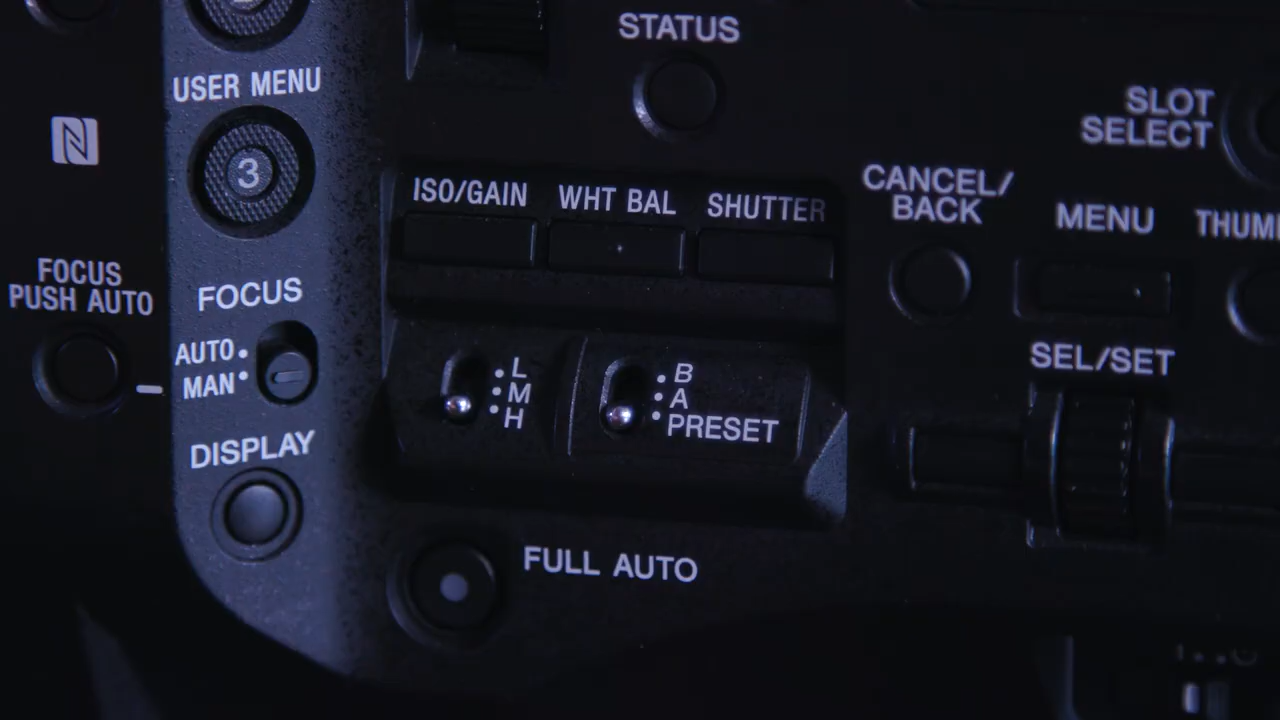 STATUS
USER MENU
3
SLOT
SELECT
ISO/GAIN
WHT BAL
SHUTTER
CANCEL/
BACK
MENU
FOCUS
PUSH AUTO
FOCUS
AUTO
MAN
L
M
H
B
A
PRESET
SEL/SET
DISPLAY
FULL AUTO